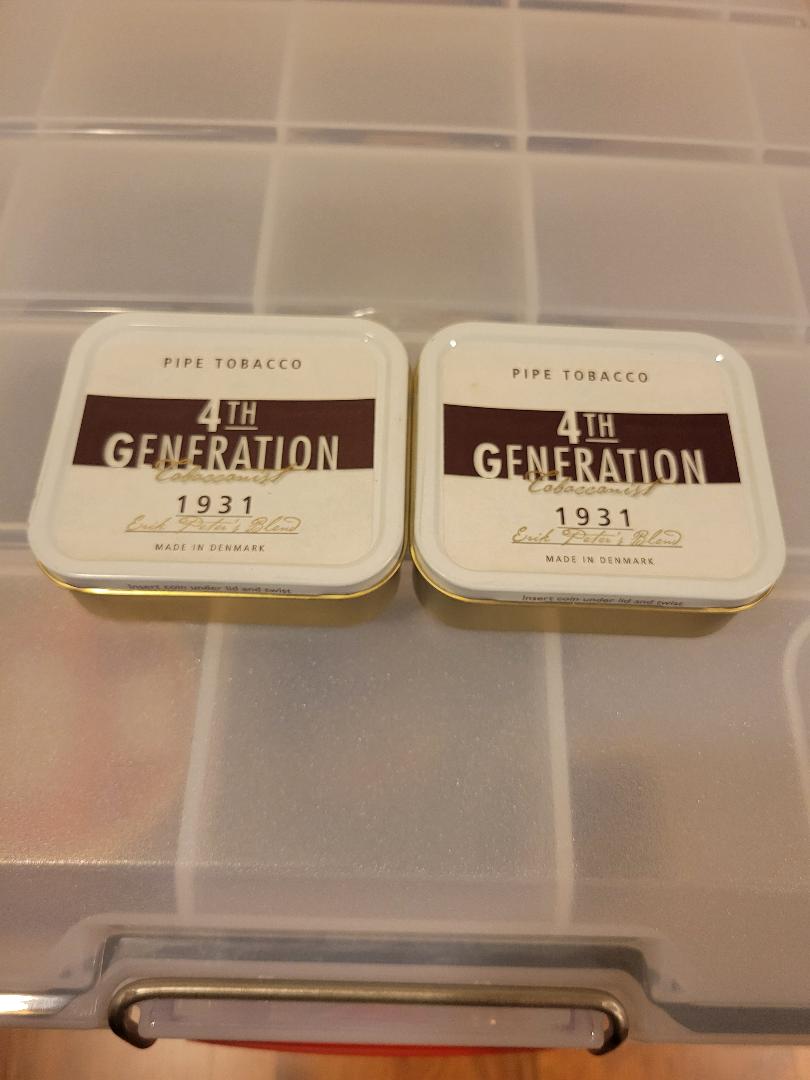 PIPE TOBACCO
4TH
GENERATION
Tobacconist
1931
Erik Peter's Blend
MADE IN DENMARK
Insert coin under lid and twist
PIPE TOBACCO
4TH
GENERATION
Tobacconist
1931
Erik Peter's Blend
MADE IN DENMARK
Insert coin under lid and twist